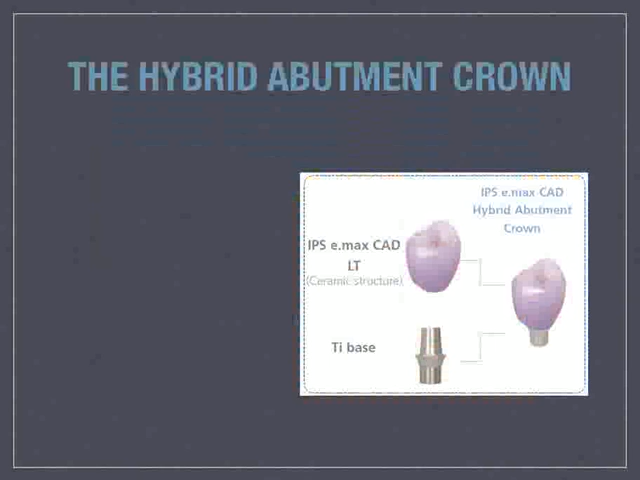 THE HYBRID ABUTMENT CROWN
IPS e.max CAD
Hybrid Abutment
Crown
IPS e.max CAD
LT
(Ceramic structure)
Ti base